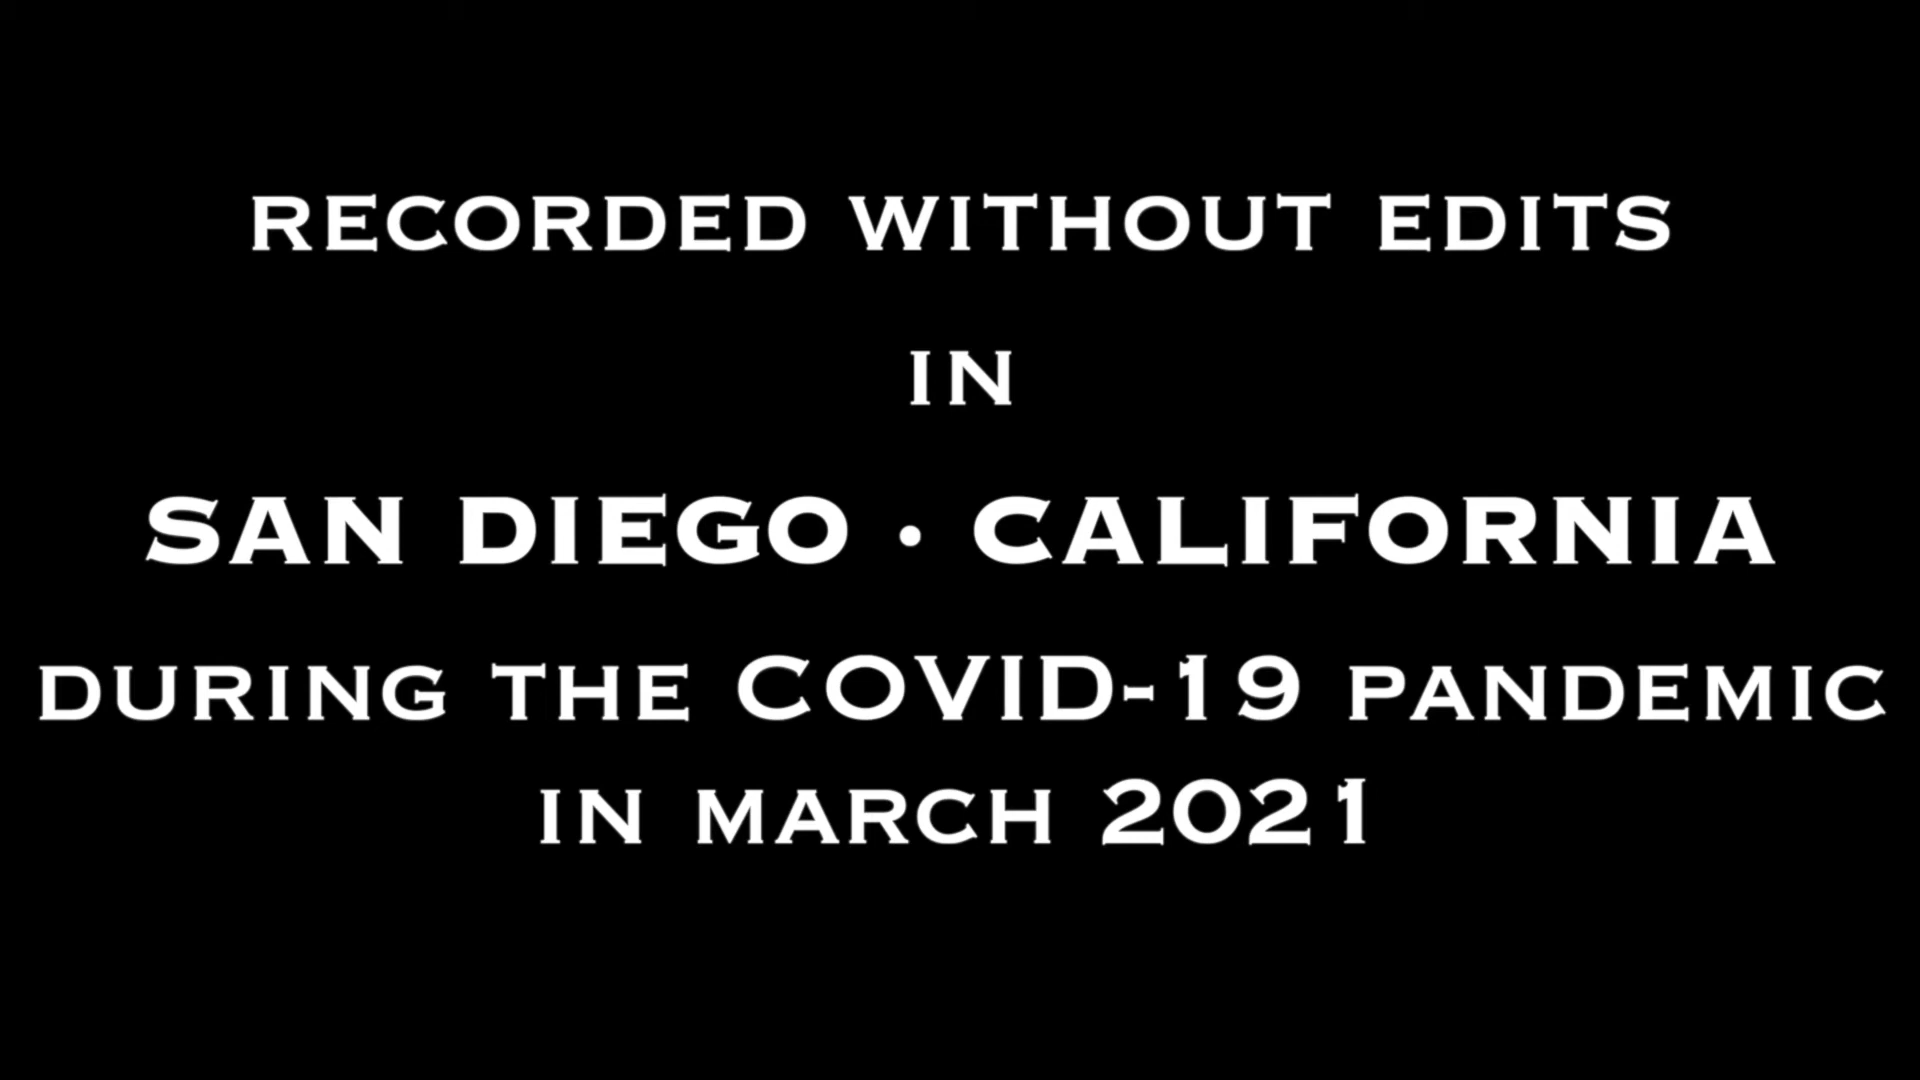 RECORDED WITHOUT EDITS
IN
SAN DIEGO • CALIFORNIA
DURING THE COVID-19 PANDEMIC
IN MARCH 2021